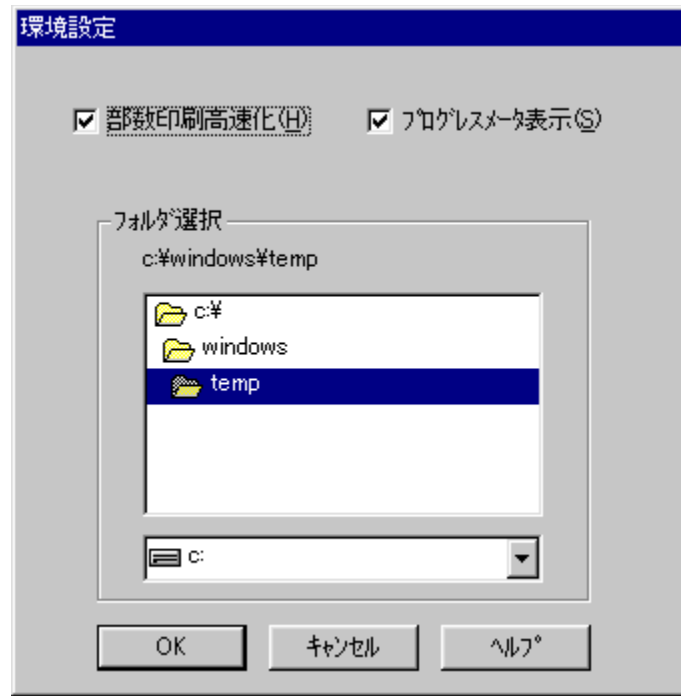 環境設定
部数印刷高速化(H)
ﾌﾟﾛｸﾞﾚｽﾒｰﾀ表示(S)
ﾌｫﾙﾀﾞ選択
c:¥windows¥temp
c:¥
windows
temp
c:
OK
ｷｬﾝｾﾙ
ﾍﾙﾌﾟ